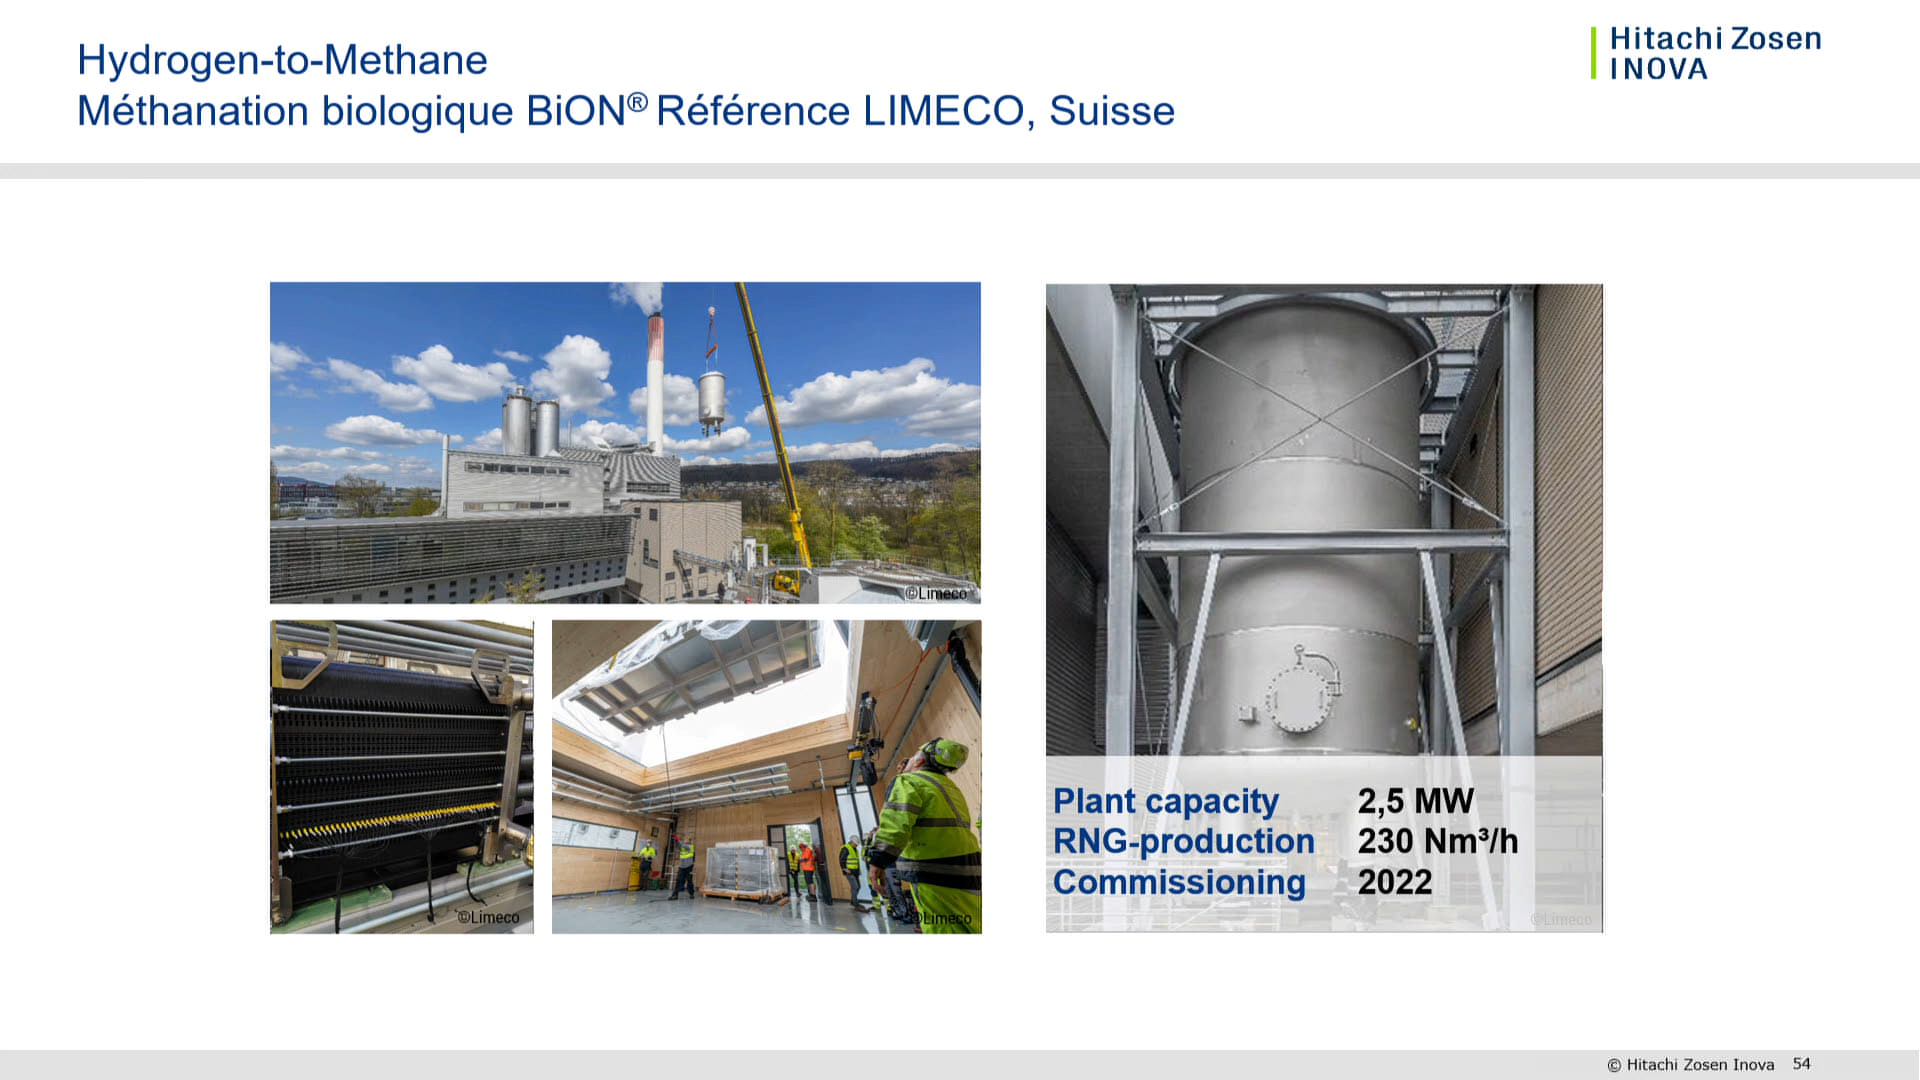 Hydrogen-to-Methane
Méthanation biologique BiON® Référence LIMECO, Suisse
Hitachi Zosen
INOVA
©Limeco
©Limeco
©Limeco
Plant capacity 2,5 MW
RNG-production 230 Nm³/h
Commissioning 2022
©Limeco
© Hitachi Zosen Inova 54